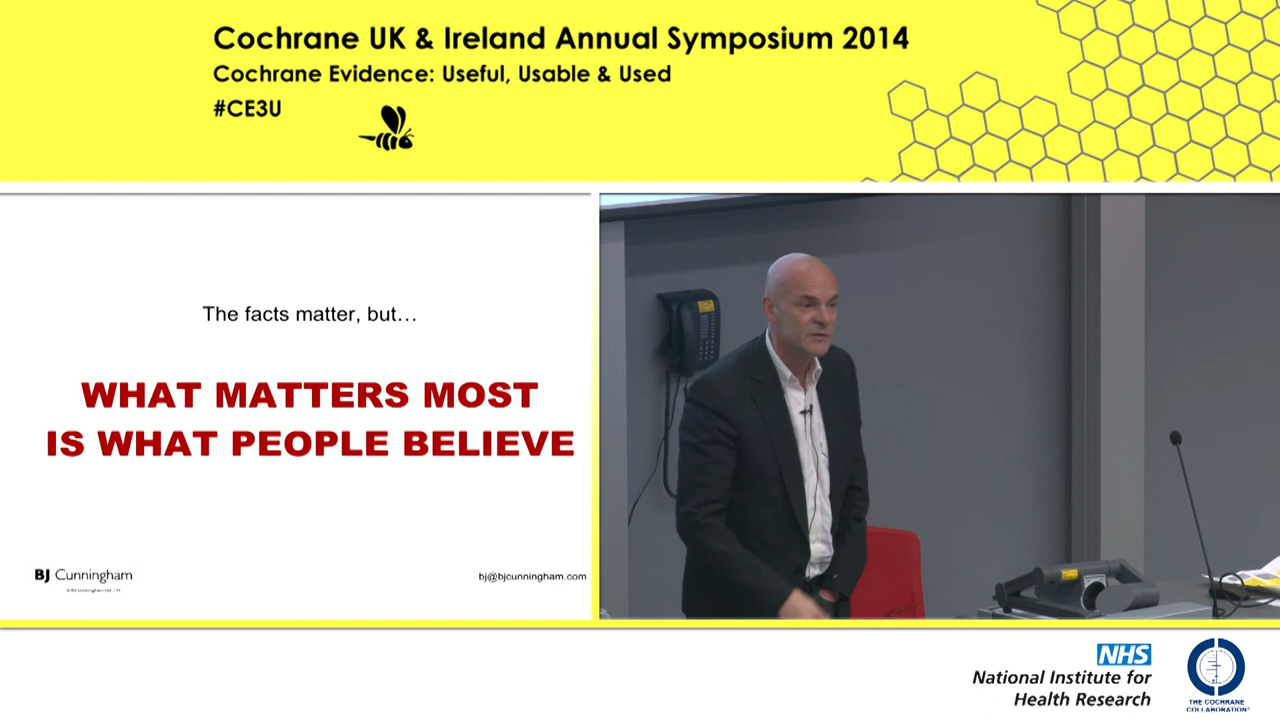 Cochrane UK & Ireland Annual Symposium 2014
Cochrane Evidence: Useful, Usable & Used
#CE3U
The facts matter, but…
WHAT MATTERS MOST
IS WHAT PEOPLE BELIEVE
BJ Cunningham
bj@bjcunningham.com
NHS
National Institute for
Health Research
THE COCHRANE
COLLABORATION®